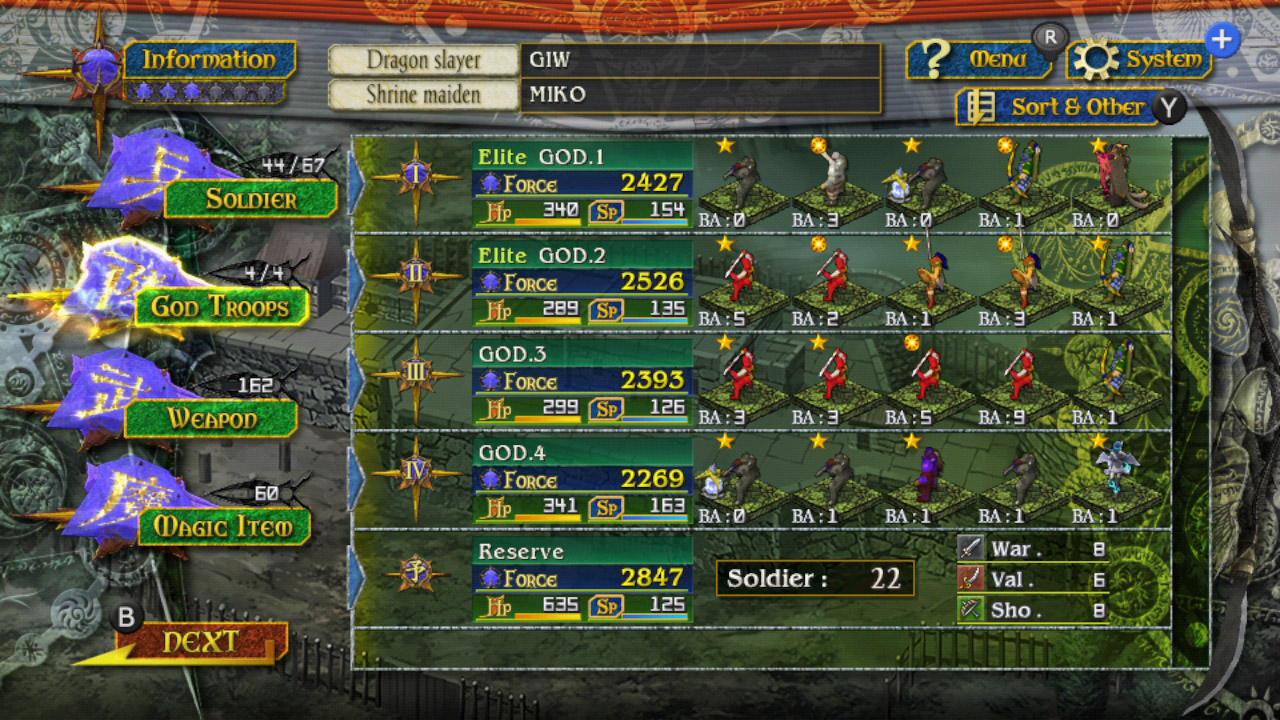 Information
Dragon slayer GIW
Shrine maiden MIKO
? Menu R
System +
Sort & Other Y
44/67
Soldier
4/4
God Troops
162
Weapon
60
Magic Item
B
NEXT
I
Elite GOD.1
Force 2427
Hp 340 Sp 154
BA:0 BA:3 BA:0 BA:1 BA:0
II
Elite GOD.2
Force 2526
Hp 289 Sp 135
BA:5 BA:2 BA:1 BA:3 BA:1
III
GOD.3
Force 2393
Hp 299 Sp 126
BA:3 BA:3 BA:5 BA:9 BA:1
IV
GOD.4
Force 2269
Hp 341 Sp 163
BA:0 BA:1 BA:1 BA:1 BA:1
予
Reserve
Force 2847
Hp 635 Sp 125
Soldier : 22
War . 8
Val . 6
Sho . 8